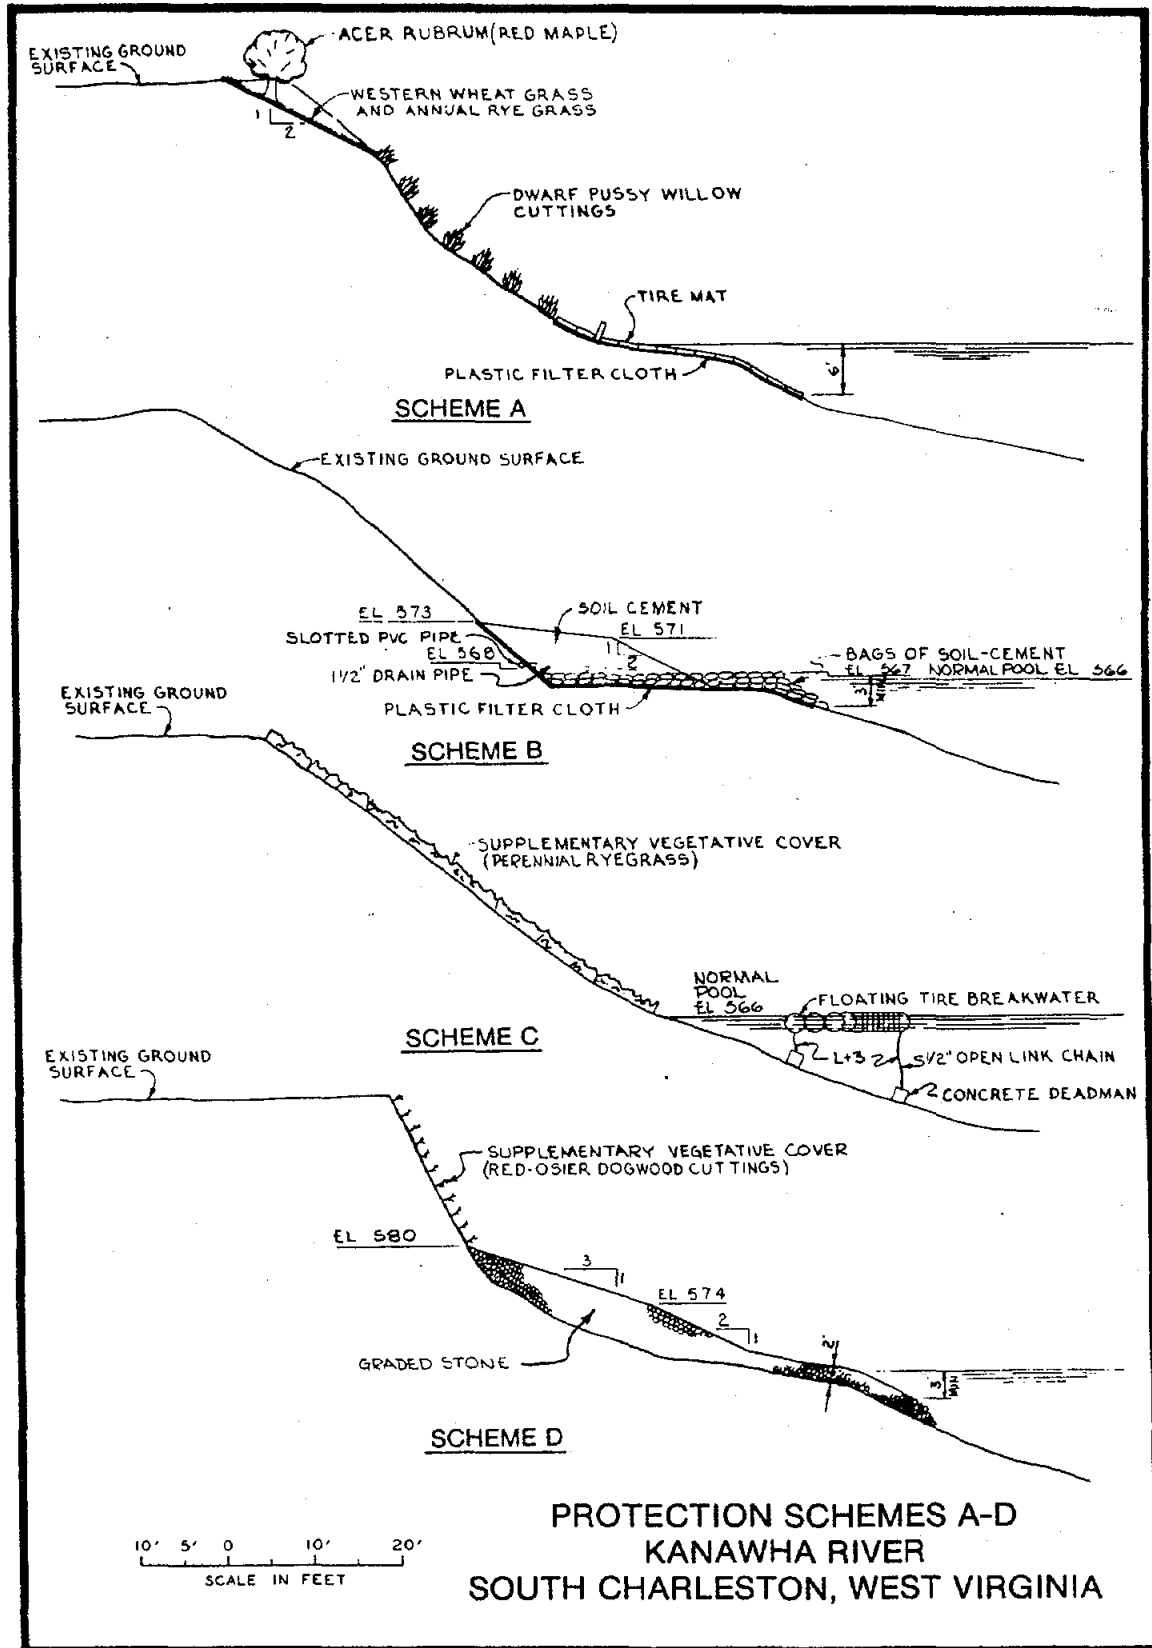 ACER RUBRUM(RED MAPLE)
EXISTING GROUND
SURFACE
WESTERN WHEAT GRASS
AND ANNUAL RYE GRASS
1
2
DWARF PUSSY WILLOW
CUTTINGS
TIRE MAT
6'
PLASTIC FILTER CLOTH
SCHEME A
EXISTING GROUND SURFACE
EL 573
SOIL CEMENT
EL 571
SLOTTED PVC PIPE
EL 568
1
2
1 1/2" DRAIN PIPE
BAGS OF SOIL-CEMENT
EL 567 NORMAL POOL EL 566
3'
MIN
PLASTIC FILTER CLOTH
SCHEME B
EXISTING GROUND
SURFACE
SUPPLEMENTARY VEGETATIVE COVER
(PERENNIAL RYEGRASS)
NORMAL
POOL
EL 566
FLOATING TIRE BREAKWATER
L+3
5 1/2" OPEN LINK CHAIN
CONCRETE DEADMAN
SCHEME C
EXISTING GROUND
SURFACE
SUPPLEMENTARY VEGETATIVE COVER
(RED-OSIER DOGWOOD CUTTINGS)
EL 580
3
1
EL 574
2
1
GRADED STONE
2'
3
MIN
SCHEME D
PROTECTION SCHEMES A-D
KANAWHA RIVER
SOUTH CHARLESTON, WEST VIRGINIA
10' 5' 0 10' 20'
SCALE IN FEET